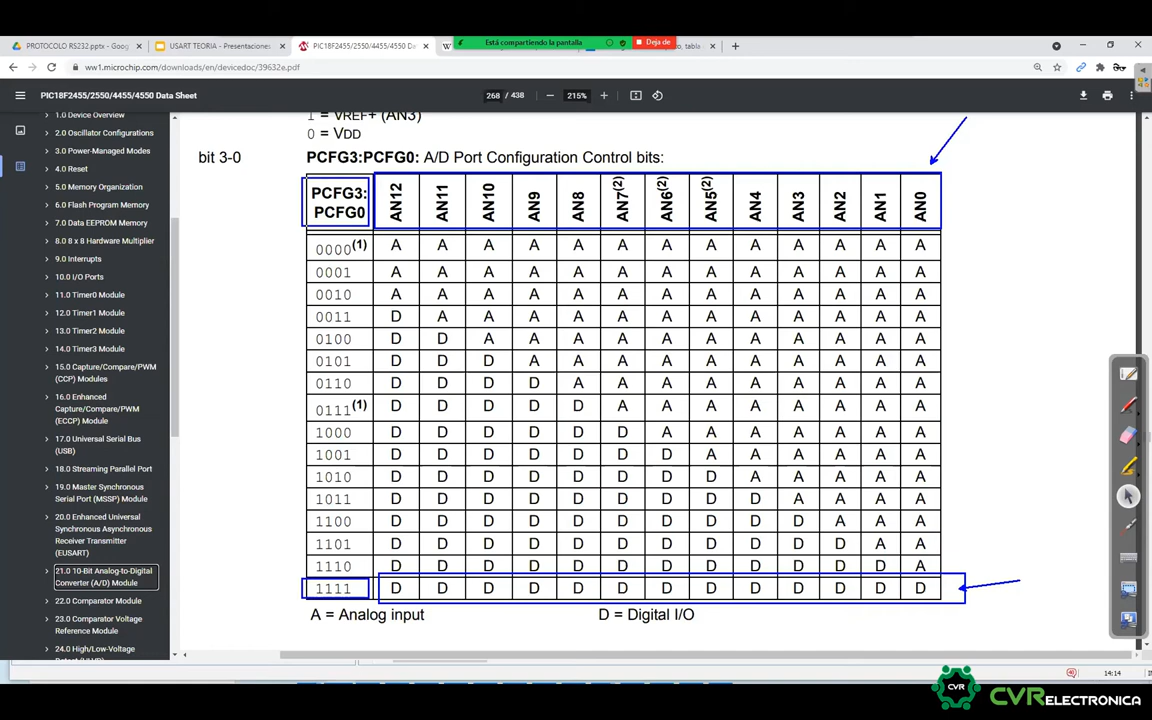 PROTOCOLO RS232.pptx - Goog
USART TEORIA - Presentaciones
PIC18F2455/2550/4455/4550 Da
Está compartiendo la pantalla
Deja de
o, tabla
ww1.microchip.com/downloads/en/devicedoc/39632e.pdf
PIC18F2455/2550/4455/4550 Data Sheet
268 / 438
215%
1.0 Device Overview
2.0 Oscillator Configurations
3.0 Power-Managed Modes
4.0 Reset
5.0 Memory Organization
6.0 Flash Program Memory
7.0 Data EEPROM Memory
8.0 8 x 8 Hardware Multiplier
9.0 Interrupts
10.0 I/O Ports
11.0 Timer0 Module
12.0 Timer1 Module
13.0 Timer2 Module
14.0 Timer3 Module
15.0 Capture/Compare/PWM
(CCP) Modules
16.0 Enhanced
Capture/Compare/PWM
(ECCP) Module
17.0 Universal Serial Bus
(USB)
18.0 Streaming Parallel Port
19.0 Master Synchronous
Serial Port (MSSP) Module
20.0 Enhanced Universal
Synchronous Asynchronous
Receiver Transmitter
(EUSART)
21.0 10-Bit Analog-to-Digital
Converter (A/D) Module
22.0 Comparator Module
23.0 Comparator Voltage
Reference Module
24.0 High/Low-Voltage
1 = VREF+ (AN3)
0 = VDD
bit 3-0 PCFG3:PCFG0: A/D Port Configuration Control bits:
PCFG3:
PCFG0 AN12 AN11 AN10 AN9 AN8 AN7(2) AN6(2) AN5(2) AN4 AN3 AN2 AN1 AN0
0000(1) A A A A A A A A A A A A A
0001 A A A A A A A A A A A A A
0010 A A A A A A A A A A A A A
0011 D A A A A A A A A A A A A
0100 D D A A A A A A A A A A A
0101 D D D A A A A A A A A A A
0110 D D D D A A A A A A A A A
0111(1) D D D D D A A A A A A A A
1000 D D D D D D A A A A A A A
1001 D D D D D D D A A A A A A
1010 D D D D D D D D A A A A A
1011 D D D D D D D D D A A A A
1100 D D D D D D D D D D A A A
1101 D D D D D D D D D D D A A
1110 D D D D D D D D D D D D A
1111 D D D D D D D D D D D D D
A = Analog input D = Digital I/O
14:14
CVR
CVRELECTRONICA